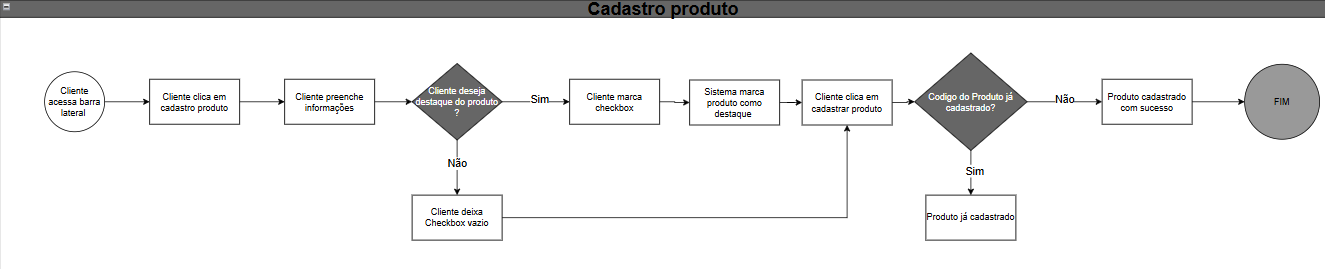 Cadastro produto
Cliente
acessa barra
lateral
Cliente clica em
cadastro produto
Cliente preenche
informações
Cliente deseja
destaque do produto
?
Sim
Cliente marca
checkbox
Sistema marca
produto como
destaque
Cliente clica em
cadastrar produto
Codigo do Produto já
cadastrado?
Não
Produto cadastrado
com sucesso
FIM
Não
Cliente deixa
Checkbox vazio
Sim
Produto já cadastrado